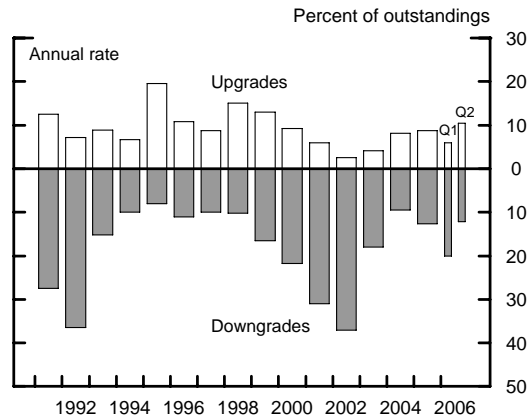 Percent of outstandings
Annual rate
Upgrades
Downgrades
Q1
Q2
30
20
10
0
10
20
30
40
50
1992 1994 1996 1998 2000 2002 2004 2006